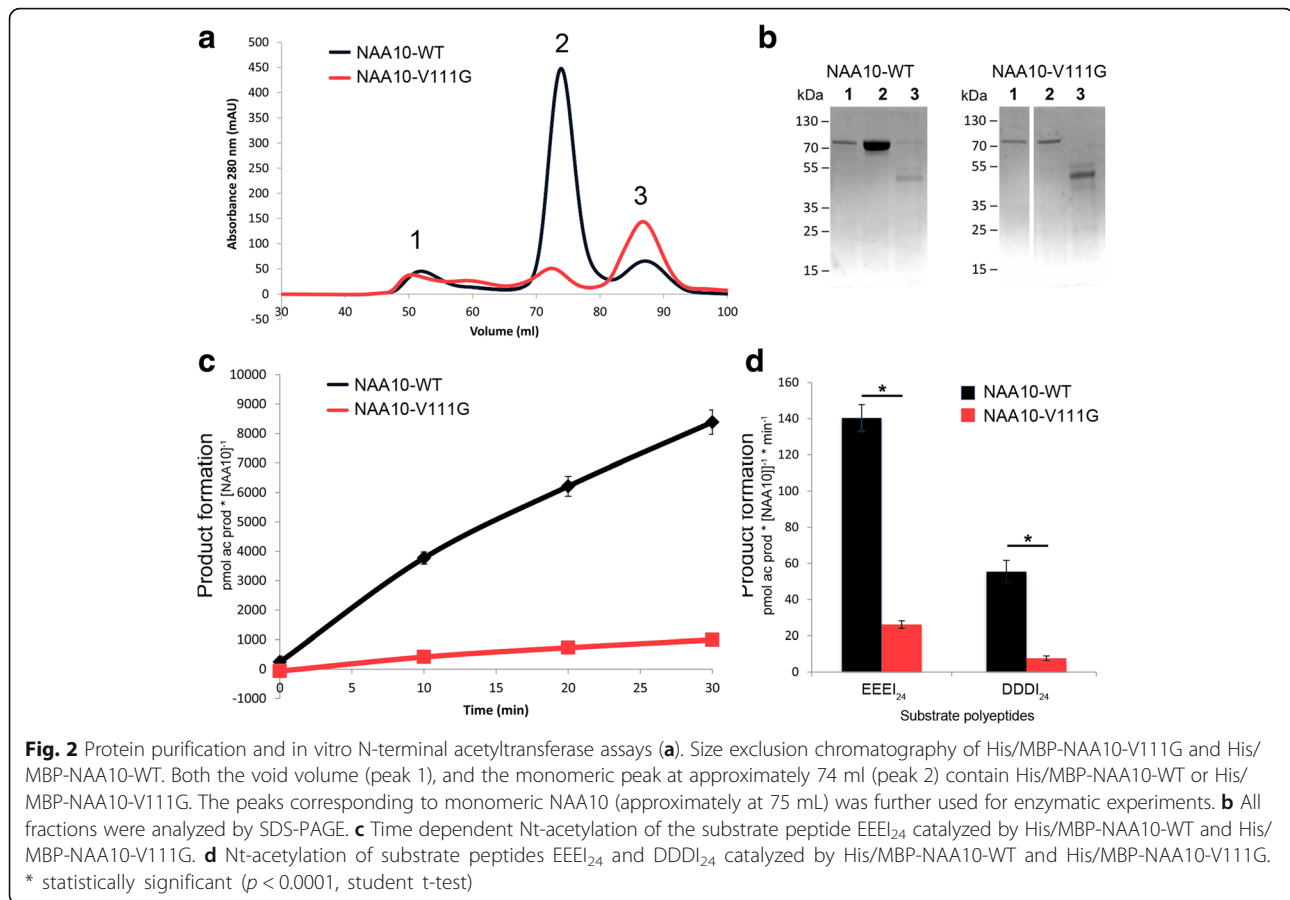 a
NAA10-WT
NAA10-V111G
1
2
3
Absorbance 280 nm (mAU)
500
450
400
350
300
250
200
150
100
50
0
-50
30 40 50 60 70 80 90 100
Volume (ml)
b
NAA10-WT
kDa 1 2 3
130
70
55
35
25
15
NAA10-V111G
kDa 1 2 3
130
70
55
35
25
15
c
NAA10-WT
NAA10-V111G
Product formation
pmol ac prod * [NAA10]-1
10000
9000
8000
7000
6000
5000
4000
3000
2000
1000
0
-1000
0 5 10 15 20 25 30
Time (min)
d
NAA10-WT
NAA10-V111G
* *
Product formation
pmol ac prod * [NAA10]]-1 * min-1
160
140
120
100
80
60
40
20
0
EEEI24 DDDI24
Substrate polyeptides
Fig. 2 Protein purification and in vitro N-terminal acetyltransferase assays (a). Size exclusion chromatography of His/MBP-NAA10-V111G and His/
MBP-NAA10-WT. Both the void volume (peak 1), and the monomeric peak at approximately 74 ml (peak 2) contain His/MBP-NAA10-WT or His/
MBP-NAA10-V111G. The peaks corresponding to monomeric NAA10 (approximately at 75 mL) was further used for enzymatic experiments. b All
fractions were analyzed by SDS-PAGE. c Time dependent Nt-acetylation of the substrate peptide EEEI24 catalyzed by His/MBP-NAA10-WT and His/
MBP-NAA10-V111G. d Nt-acetylation of substrate peptides EEEI24 and DDDI24 catalyzed by His/MBP-NAA10-WT and His/MBP-NAA10-V111G.
* statistically significant (p < 0.0001, student t-test)